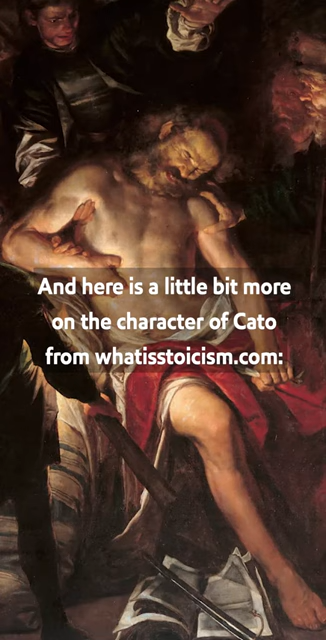 And here is a little bit more
on the character of Cato
from whatisstoicism.com: